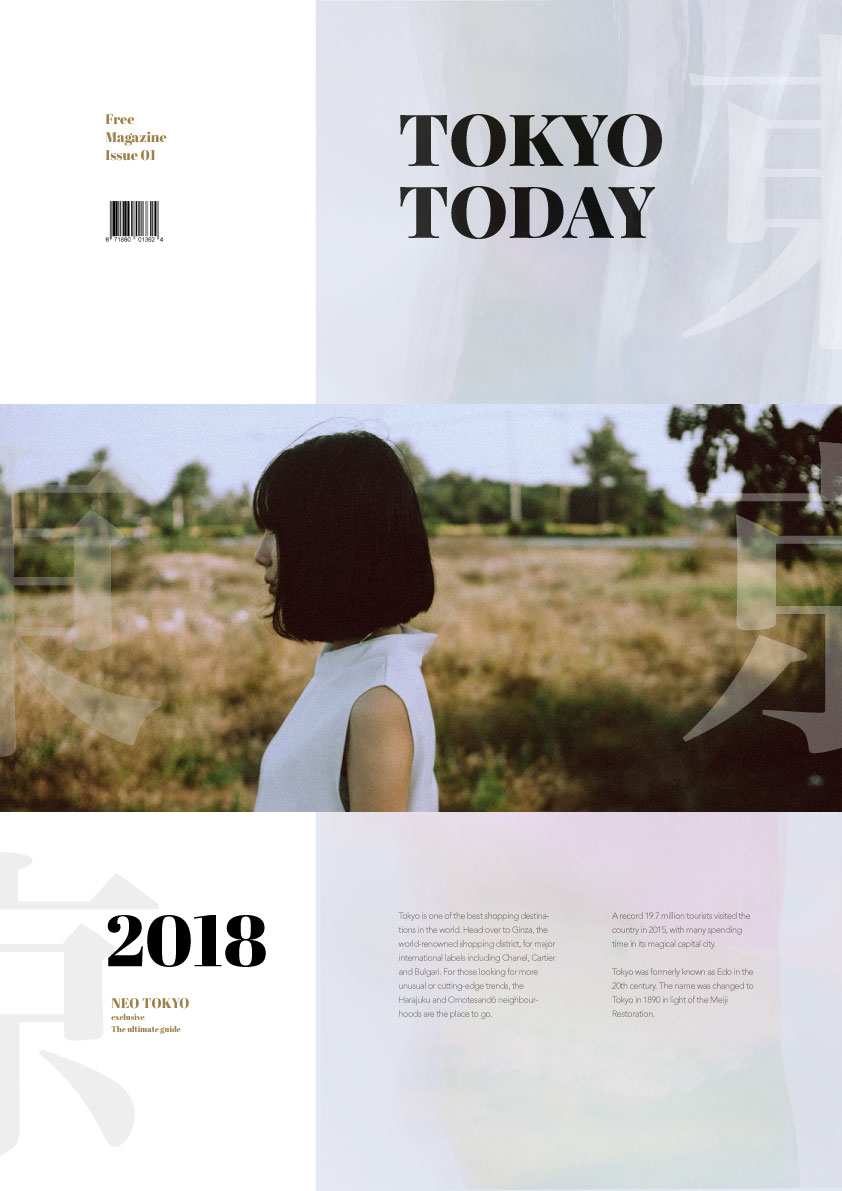 Free
Magazine
Issue 01
6 71860 01362 4
TOKYO
TODAY
東
京
京
2018
NEO TOKYO
exclusive
The ultimate guide
Tokyo is one of the best shopping destina-
tions in the world. Head over to Ginza, the
world-renowned shopping district, for major
international labels including Chanel, Cartier
and Bulgari. For those looking for more
unusual or cutting-edge trends, the
Harajuku and Omotesandō neighbour-
hoods are the place to go.
A record 19.7 million tourists visited the
country in 2015, with many spending
time in its magical capital city.
Tokyo was formerly known as Edo in the
20th century. The name was changed to
Tokyo in 1890 in light of the Meiji
Restoration.